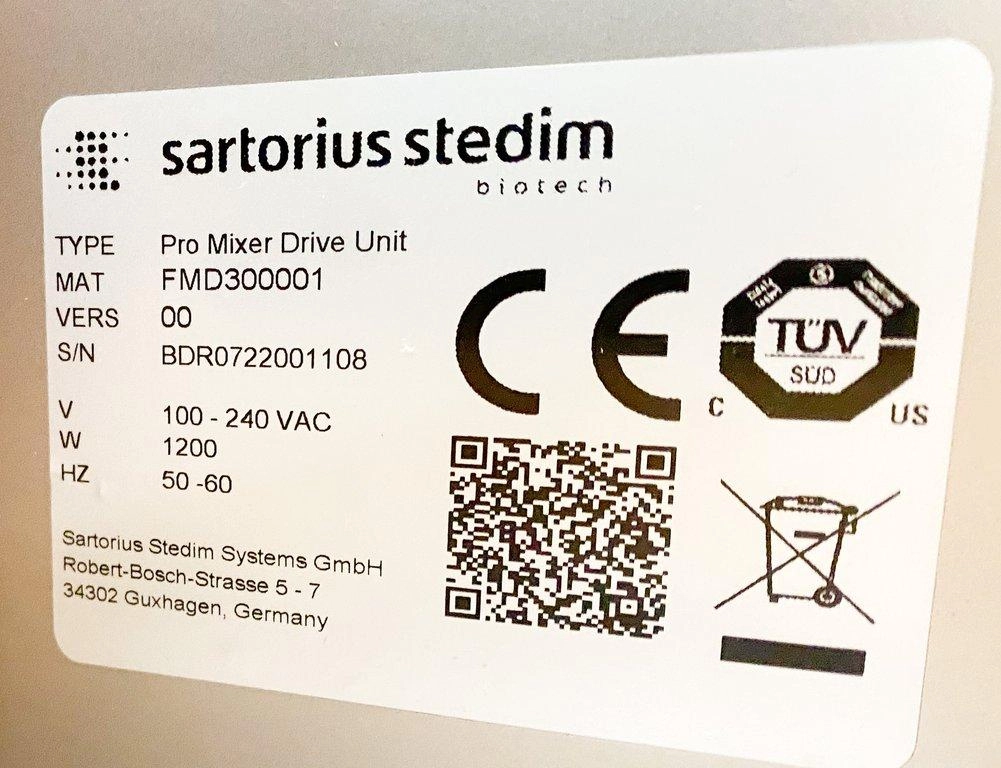 sartorius stedim
biotech
TYPE Pro Mixer Drive Unit
MAT FMD300001
VERS 00
S/N BDR0722001108
V 100 - 240 VAC
W 1200
HZ 50 -60
Sartorius Stedim Systems GmbH
Robert-Bosch-Strasse 5 - 7
34302 Guxhagen, Germany
CE
TÜV
SÜD
C US